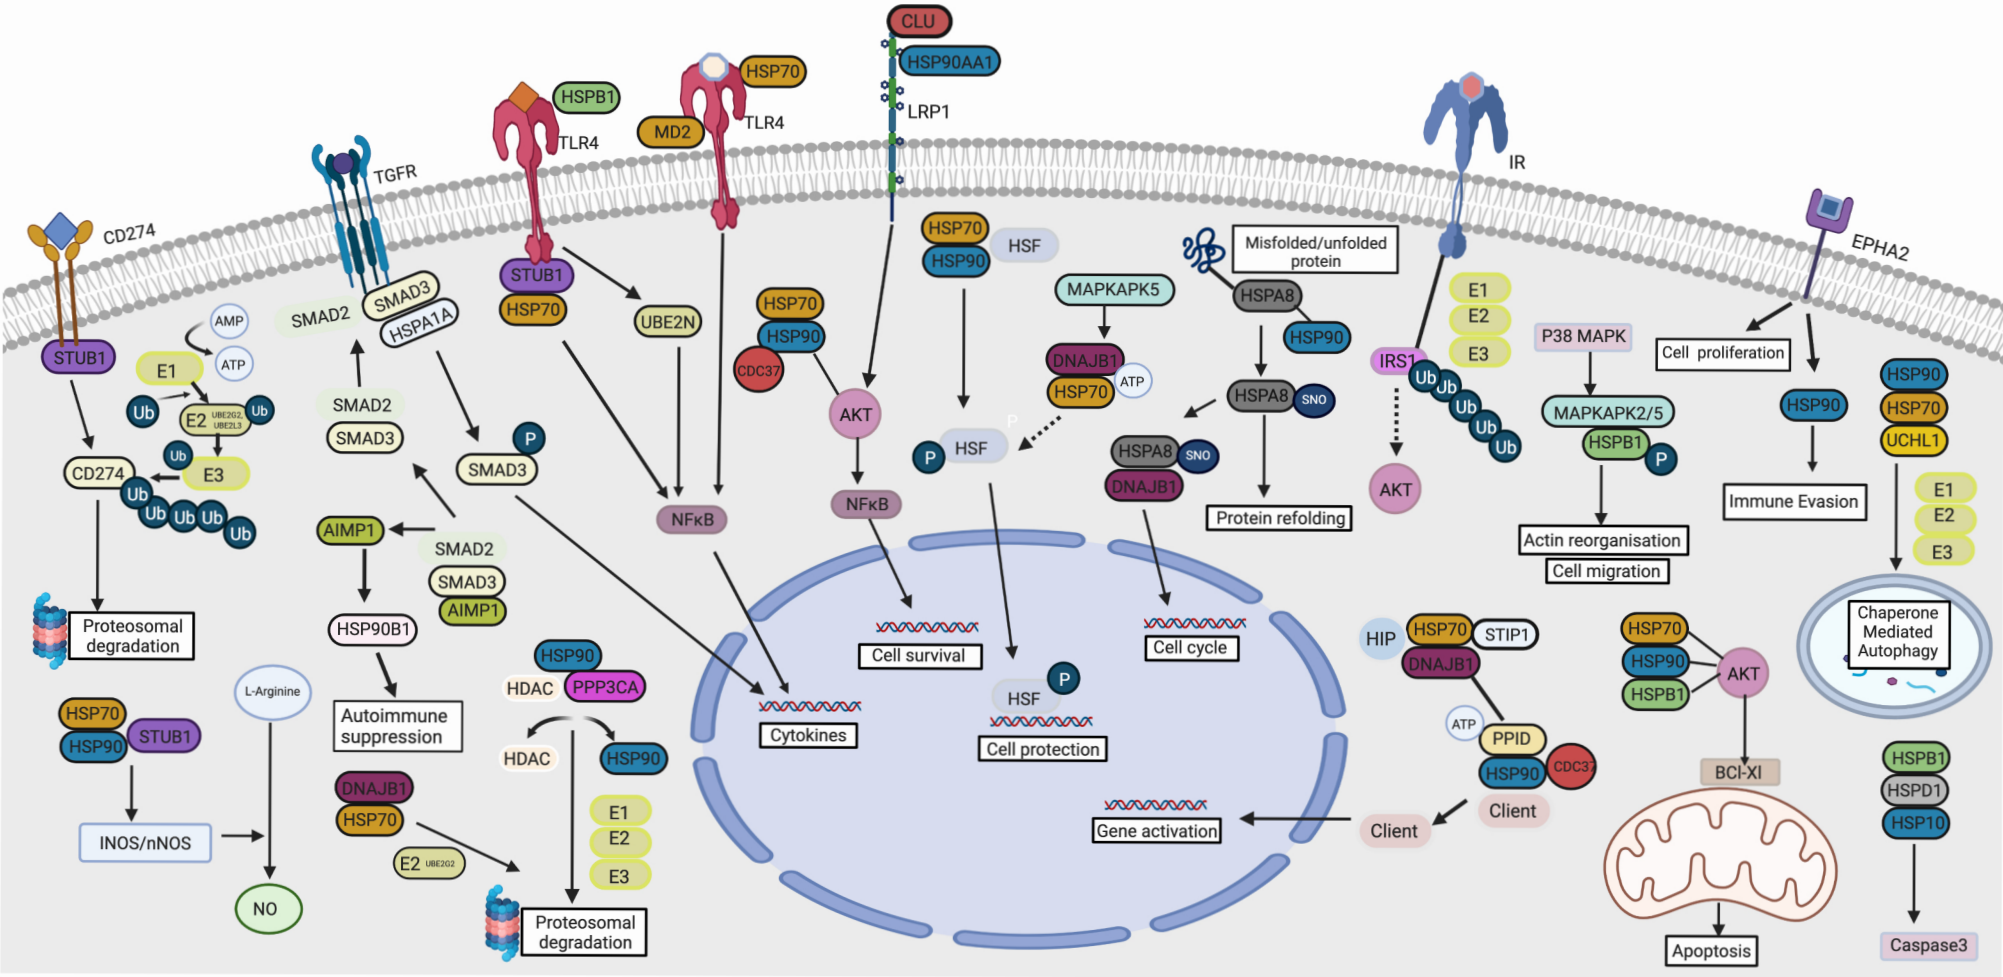 CLU
HSP90AA1
LRP1
HSP70
MD2
TLR4
HSPB1
TLR4
STUB1
HSP70
UBE2N
NFκB
TGFR
SMAD2
SMAD3
HSPA1A
SMAD2
SMAD3
P
SMAD3
AIMP1
SMAD2
SMAD3
AIMP1
HSP90B1
Autoimmune
suppression
CD274
STUB1
AMP
ATP
E1
Ub
E2
UBE2G2,
UBE2L3
Ub
Ub
E3
CD274
Ub
Ub
Ub
Ub
Ub
Proteosomal
degradation
L-Arginine
HSP70
HSP90
STUB1
INOS/nNOS
NO
DNAJB1
HSP70
E2 UBE2G2
HSP90
HDAC
PPP3CA
HDAC
HSP90
E1
E2
E3
Proteosomal
degradation
HSP70
HSP90
CDC37
AKT
NFκB
Cell survival
Cytokines
HSP70
HSP90
HSF
P
P
HSF
P
HSF
Cell protection
MAPKAPK5
DNAJB1
HSP70
ATP
Misfolded/unfolded
protein
HSPA8
HSP90
HSPA8
SNO
HSPA8
SNO
DNAJB1
Protein refolding
Cell cycle
Gene activation
IR
E1
E2
E3
IRS1
Ub
Ub
Ub
Ub
Ub
AKT
P38 MAPK
MAPKAPK2/5
HSPB1
P
Actin reorganisation
Cell migration
EPHA2
Cell proliferation
HSP90
Immune Evasion
HSP90
HSP70
UCHL1
E1
E2
E3
Chaperone
Mediated
Autophagy
HIP
HSP70
STIP1
DNAJB1
ATP
PPID
HSP90
CDC37
Client
Client
HSP70
HSP90
HSPB1
AKT
BCl-Xl
Apoptosis
HSPB1
HSPD1
HSP10
Caspase3